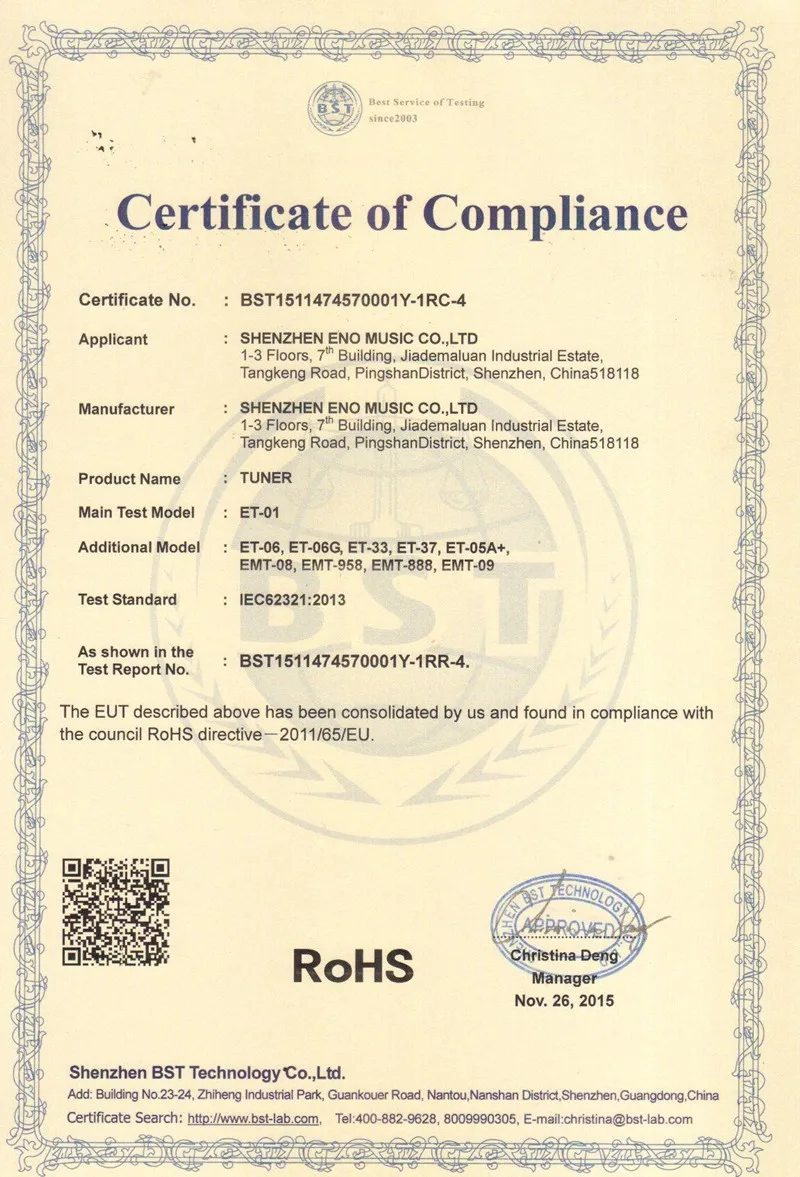 BST
Best Service of Testing
since2003
Certificate of Compliance
Certificate No. : BST1511474570001Y-1RC-4
Applicant : SHENZHEN ENO MUSIC CO.,LTD
1-3 Floors, 7th Building, Jiademaluan Industrial Estate,
Tangkeng Road, PingshanDistrict, Shenzhen, China518118
Manufacturer : SHENZHEN ENO MUSIC CO.,LTD
1-3 Floors, 7th Building, Jiademaluan Industrial Estate,
Tangkeng Road, PingshanDistrict, Shenzhen, China518118
Product Name : TUNER
Main Test Model : ET-01
Additional Model : ET-06, ET-06G, ET-33, ET-37, ET-05A+,
EMT-08, EMT-958, EMT-888, EMT-09
BST
Test Standard : IEC62321:2013
As shown in the
Test Report No. : BST1511474570001Y-1RR-4.
The EUT described above has been consolidated by us and found in compliance with
the council RoHS directive－2011/65/EU.
RoHS
BST TECHNOLOGY
APPROVED
Christina Deng
Manager
Nov. 26, 2015
Shenzhen BST Technology Co.,Ltd.
Add: Building No.23-24, Zhiheng Industrial Park, Guankouer Road, Nantou,Nanshan District,Shenzhen,Guangdong,China
Certificate Search: http://www.bst-lab.com, Tel:400-882-9628, 8009990305, E-mail:christina@bst-lab.com